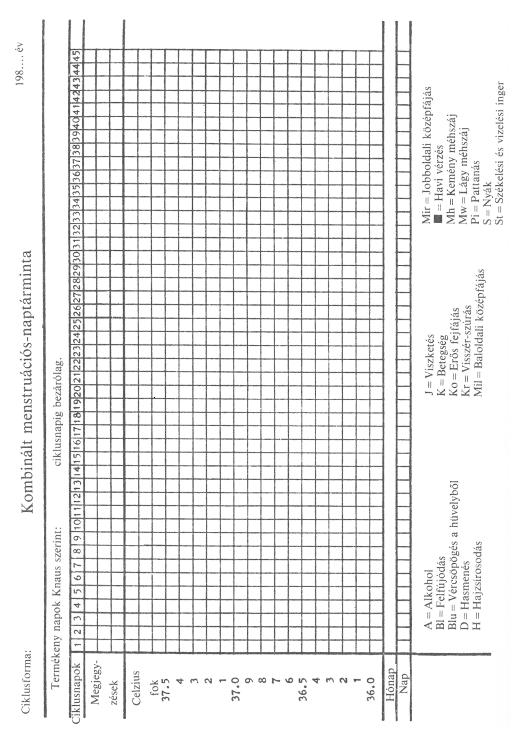 Kombinált menstruációs-naptárminta
Ciklusforma: 198..... év
Termékeny napok Knaus szerint: ciklusnapig bezárólag.
Ciklusnapok 1 2 3 4 5 6 7 8 9 10 11 12 13 14 15 16 17 18 19 20 21 22 23 24 25 26 27 28 29 30 31 32 33 34 35 36 37 38 39 40 41 42 43 44 45
Megjegy-
zések
Celzius
fok
37.5
4
3
2
1
37.0
9
8
7
6
36.5
4
3
2
1
36.0
Hónap
Nap
A = Alkohol
Bl = Felfújódás
Blu = Vércsöpögés a hüvelyből
D = Hasmenés
H = Hajzsírosodás
J = Viszketés
K = Betegség
Ko = Erős fejfájás
Kr = Visszér-szúrás
Mil = Baloldali középfájás
Mir = Jobboldali középfájás
■ = Havi vérzés
Mh = Kemény méhszáj
Mw = Lágy méhszáj
Pi = Pattanás
S = Nyák
St = Székelési és vizelési inger